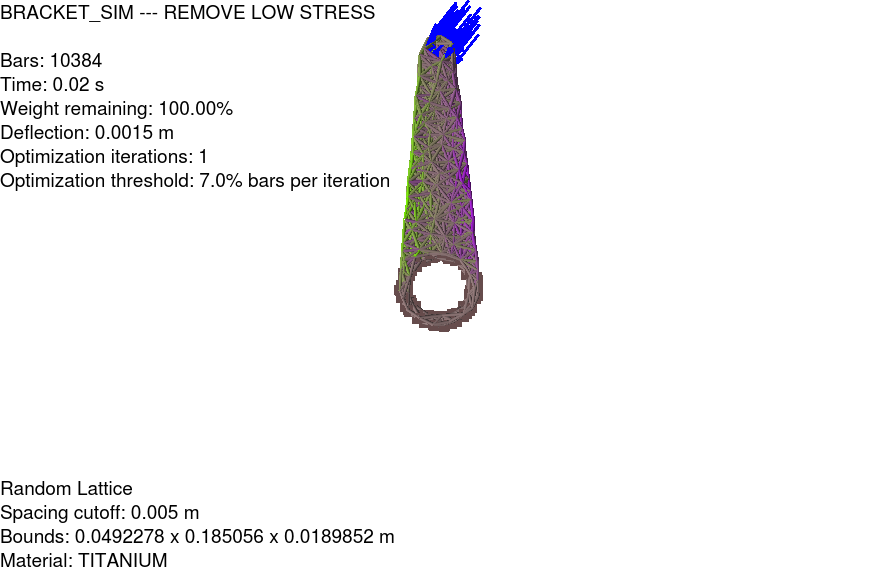 BRACKET_SIM --- REMOVE LOW STRESS
Bars: 10384
Time: 0.02 s
Weight remaining: 100.00%
Deflection: 0.0015 m
Optimization iterations: 1
Optimization threshold: 7.0% bars per iteration
Random Lattice
Spacing cutoff: 0.005 m
Bounds: 0.0492278 x 0.185056 x 0.0189852 m
Material: TITANIUM